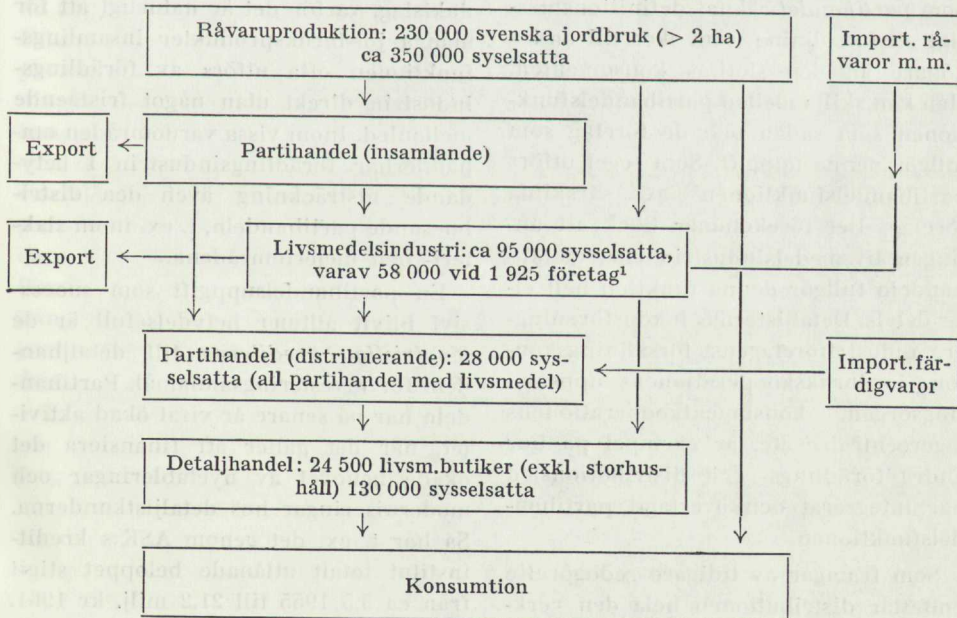 Råvaruproduktion: 230 000 svenska jordbruk (> 2 ha)
ca 350 000 sysselsatta
Import. rå-
varor m. m.
Export
Partihandel (insamlande)
Export
Livsmedelsindustri: ca 95 000 sysselsatta,
varav 58 000 vid 1 925 företag¹
Partihandel (distribuerande): 28 000 sys-
selsatta (all partihandel med livsmedel)
Import. fär-
digvaror
Detaljhandel: 24 500 livsm.butiker (exkl. storhus-
håll) 130 000 sysselsatta
Konsumtion